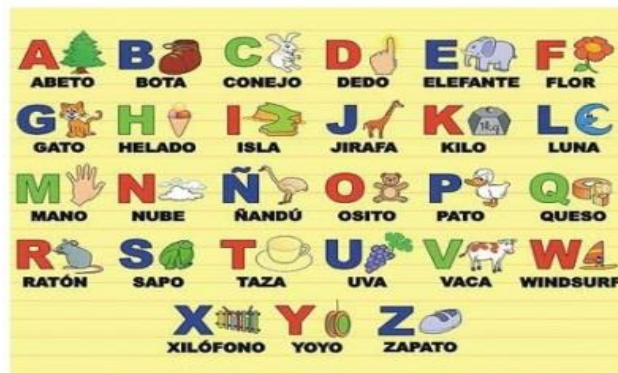 A B C D E F
ABETO BOTA CONEJO DEDO ELEFANTE FLOR
G H I J K L
GATO HELADO ISLA JIRAFA KILO LUNA
1kg
M N Ñ O P Q
MANO NUBE ÑANDÚ OSITO PATO QUESO
R S T U V W
RATÓN SAPO TAZA UVA VACA WINDSURF
X Y Z
XILÓFONO YOYO ZAPATO